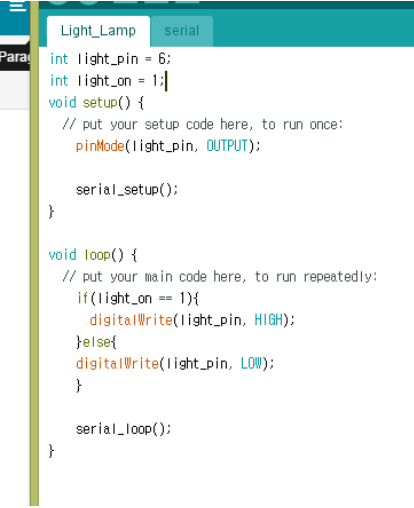 Light_Lamp serial
Para
int light_pin = 6;
int light_on = 1;
void setup() {
  // put your setup code here, to run once:
    pinMode(light_pin, OUTPUT);

    serial_setup();
}

void loop() {
  // put your main code here, to run repeatedly:
    if(light_on == 1){
      digitalWrite(light_pin, HIGH);
    }else{
    digitalWrite(light_pin, LOW);
    }

    serial_loop();
}